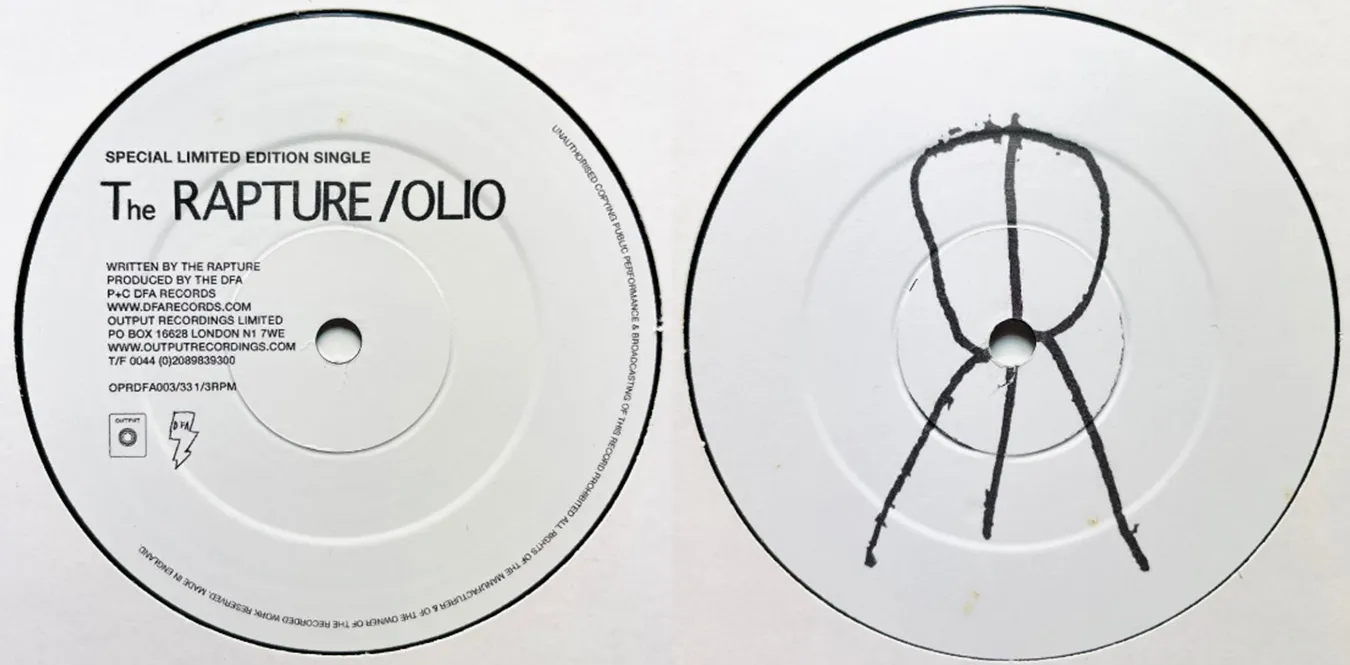 SPECIAL LIMITED EDITION SINGLE
The RAPTURE /OLIO
WRITTEN BY THE RAPTURE
PRODUCED BY THE DFA
P+C DFA RECORDS
WWW.DFARECORDS.COM
OUTPUT RECORDINGS LIMITED
PO BOX 16628 LONDON N1 7WE
WWW.OUTPUTRECORDINGS.COM
T/F 0044 (0)2089839300
OPRDFA003/33 1/3RPM
OUTPUT
DFA
UNAUTHORISED COPYING PUBLIC PERFORMANCE & BROADCASTING OF THIS RECORD PROHIBITED ALL RIGHTS OF THE MANUFACTURER & OF THE OWNER OF THE RECORDED WORK RESERVED. MADE IN ENGLAND.